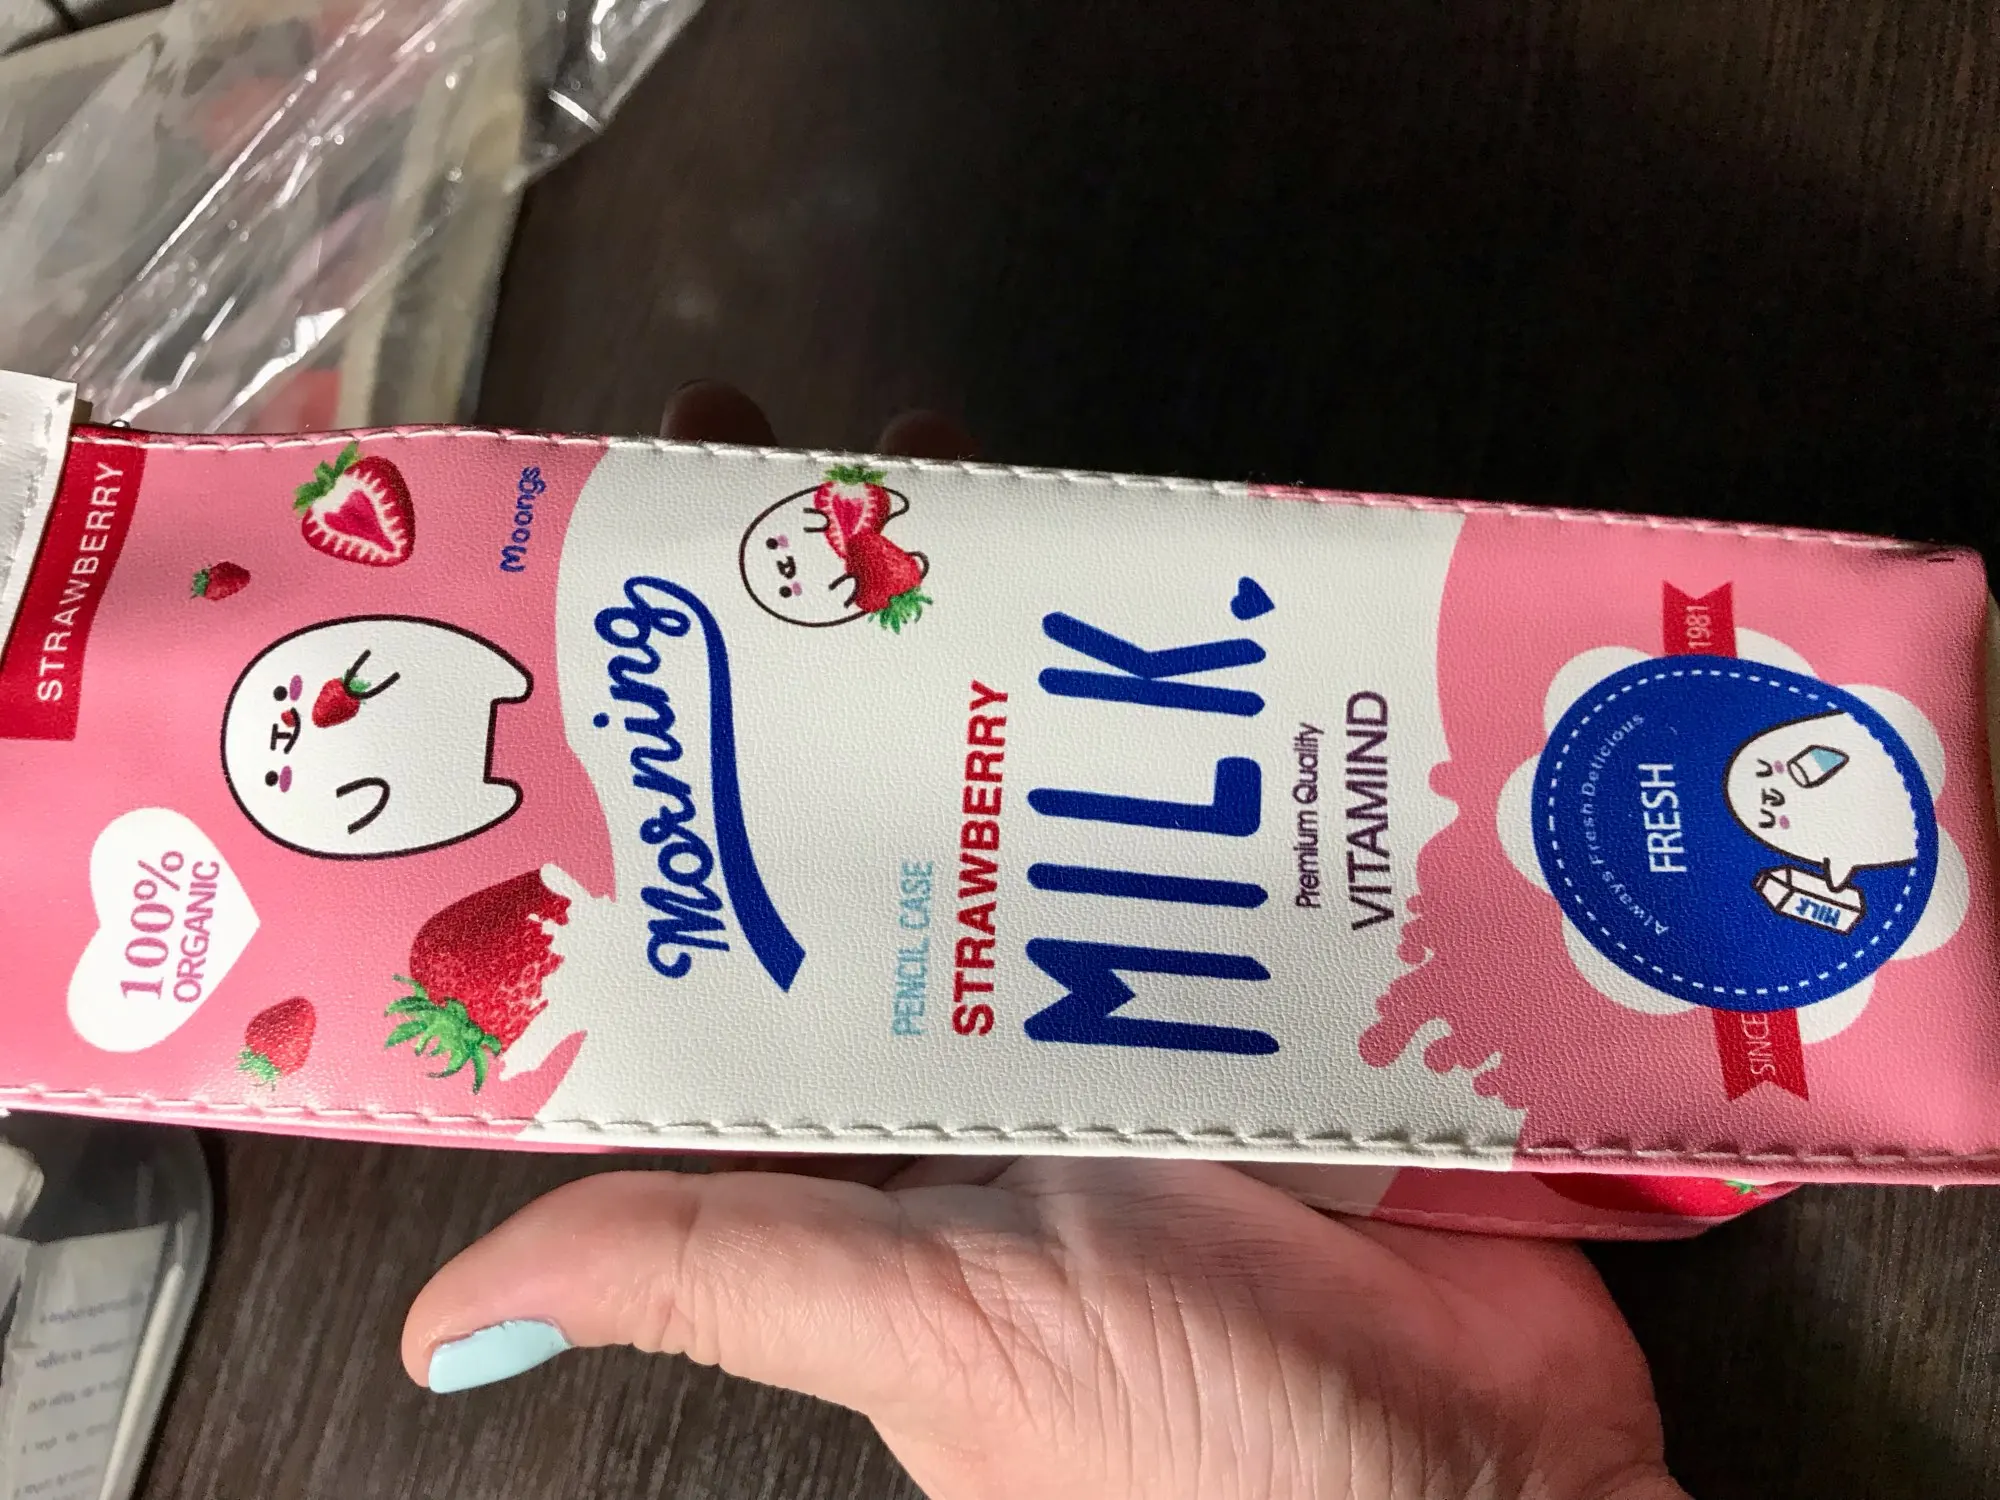 STRAWBERRY
100%
ORGANIC
Moongs
Morning
PENCIL CASE
STRAWBERRY
MILK
Premium Quality
VITAMIND
Always Fresh Delicious
FRESH
MILK
SINCE
1981